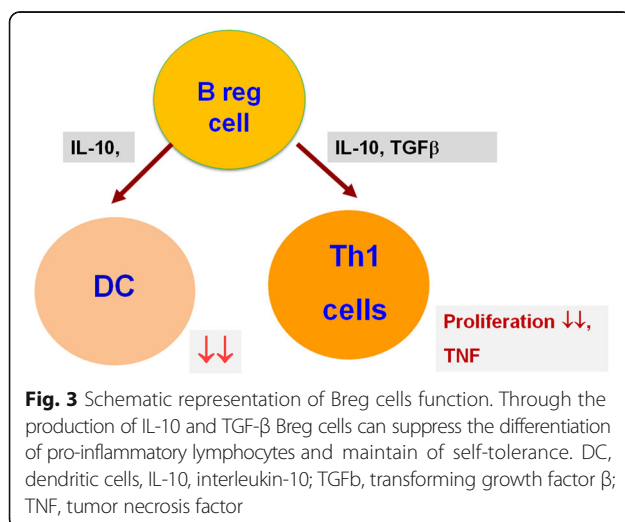 B reg
cell
IL-10,
IL-10, TGFβ
DC
Th1
cells
↓↓
Proliferation ↓↓,
TNF
Fig. 3 Schematic representation of Breg cells function. Through the
production of IL-10 and TGF-β Breg cells can suppress the differentiation
of pro-inflammatory lymphocytes and maintain of self-tolerance. DC,
dendritic cells, IL-10, interleukin-10; TGFb, transforming growth factor β;
TNF, tumor necrosis factor